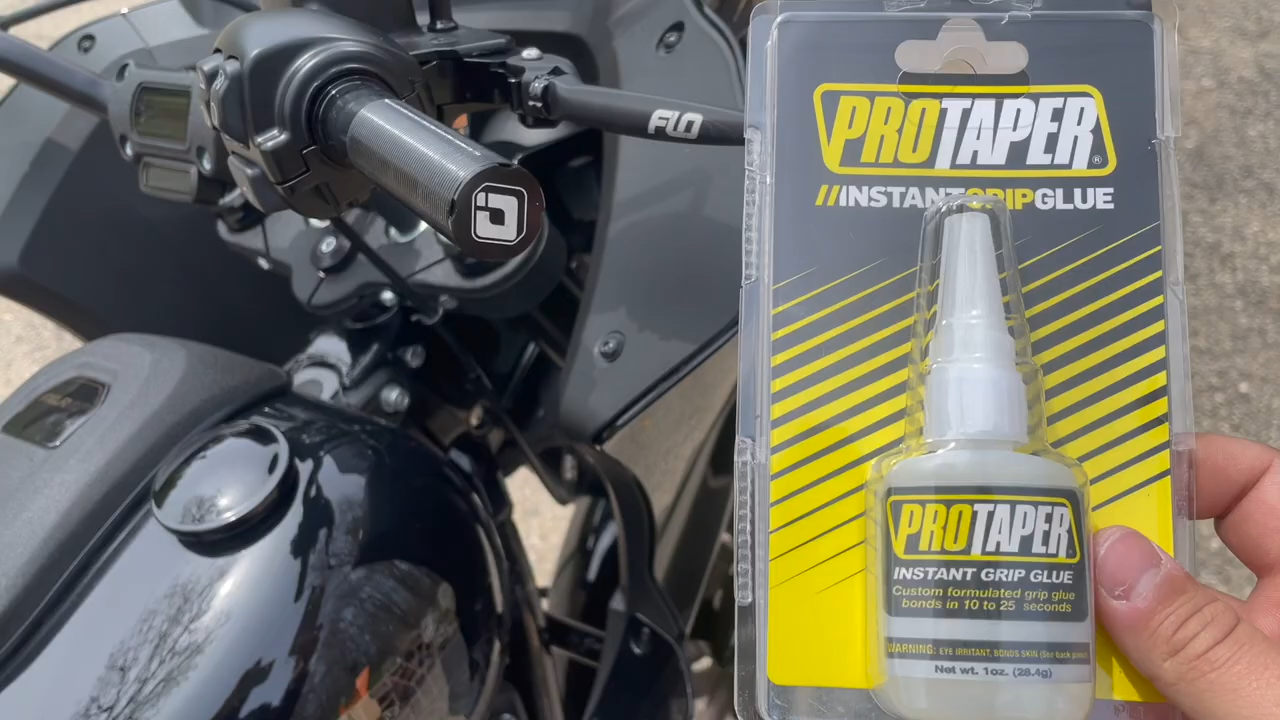 FLO
PROTAPER®
//INSTANTGRIPGLUE
PROTAPER
INSTANT GRIP GLUE
Custom formulated grip glue
bonds in 10 to 25 seconds
WARNING: EYE IRRITANT, BONDS SKIN (See back panel)
Net wt. 1oz. (28.4g)